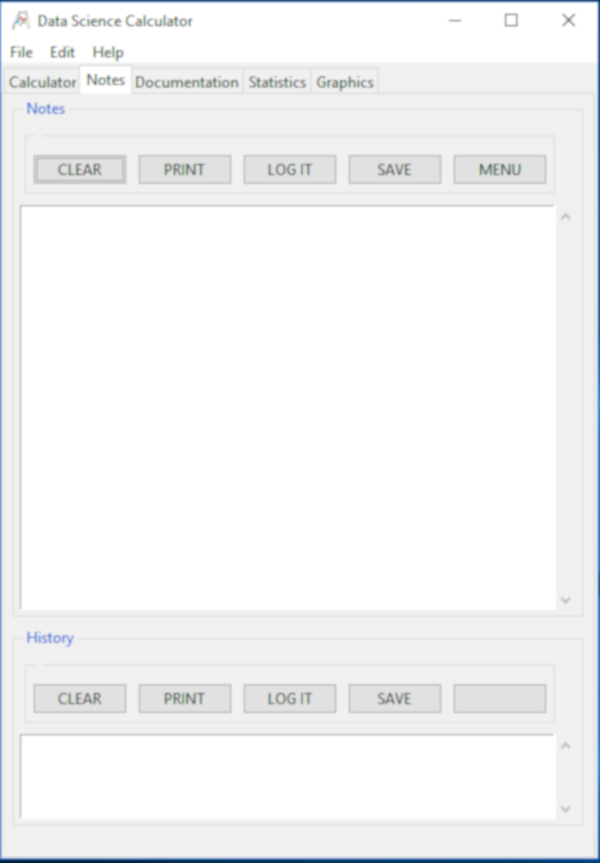 Data Science Calculator
File Edit Help
Calculator Notes Documentation Statistics Graphics
Notes
CLEAR PRINT LOG IT SAVE MENU
History
CLEAR PRINT LOG IT SAVE